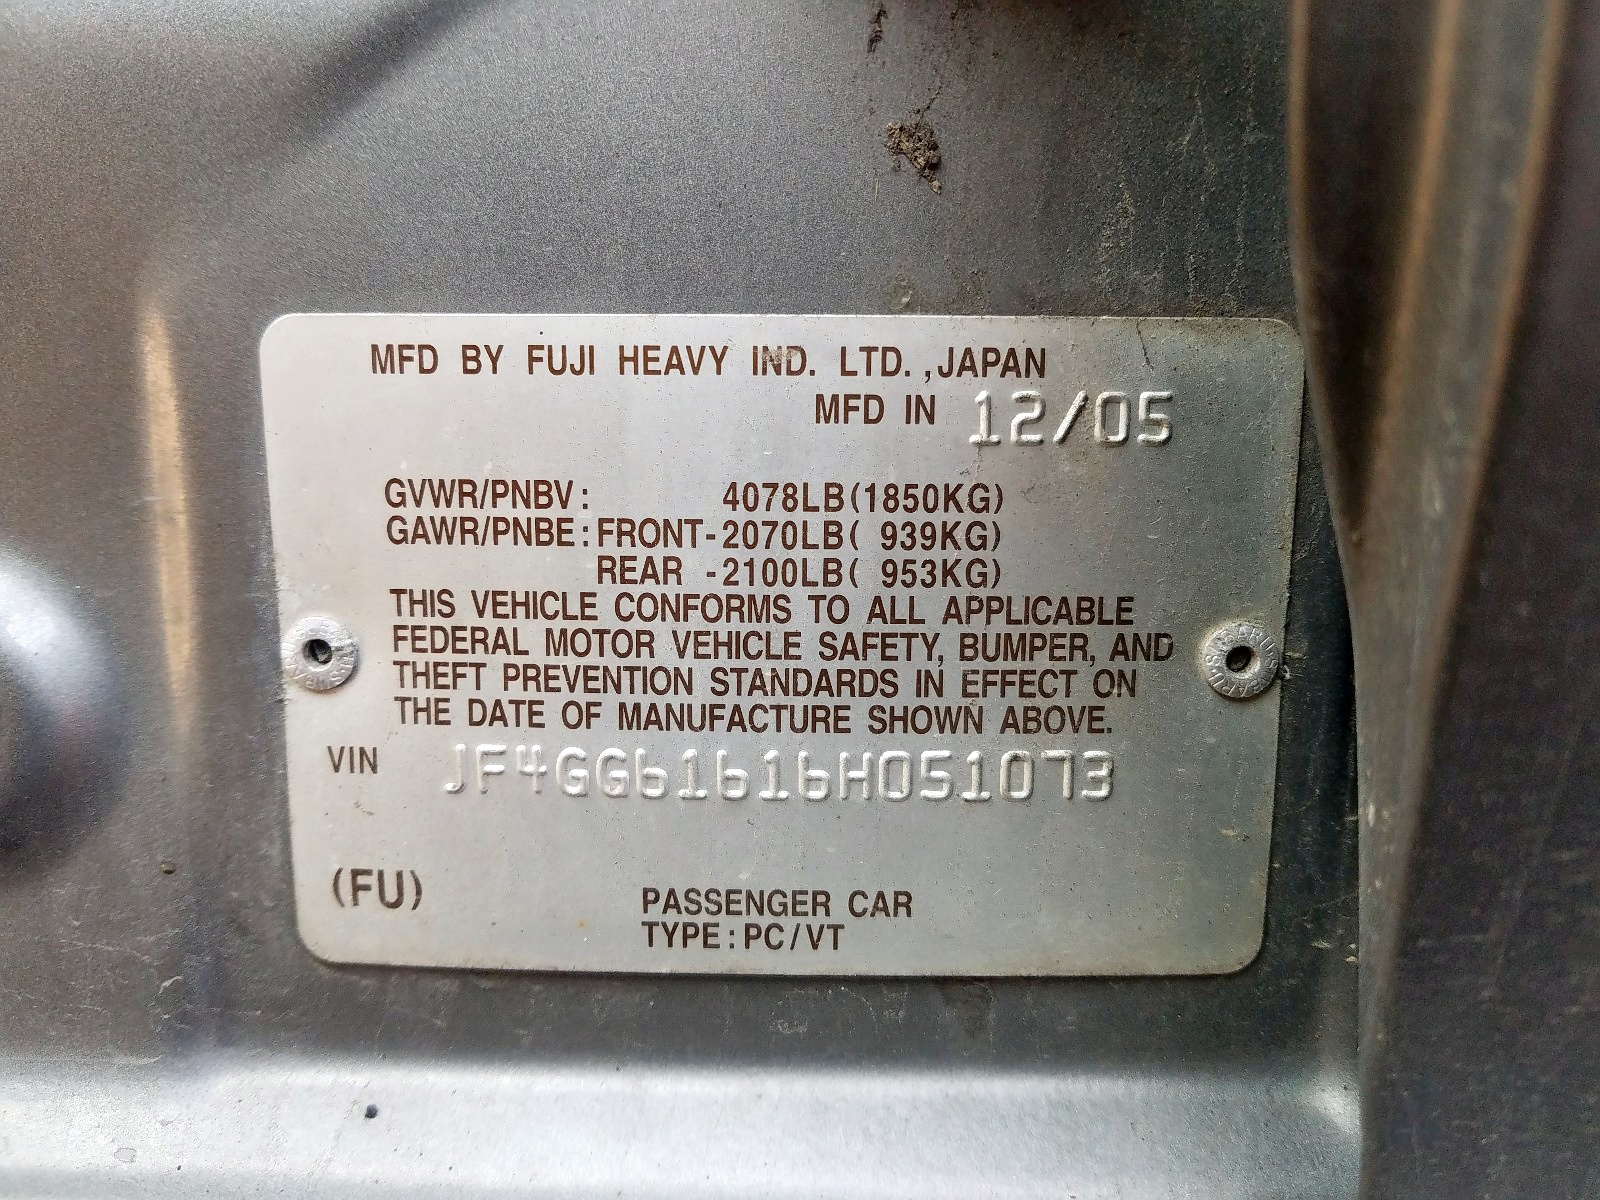 MFD BY FUJI HEAVY IND. LTD.,JAPAN
MFD IN 12/05
GVWR/PNBV: 4078LB(1850KG)
GAWR/PNBE:FRONT-2070LB( 939KG)
REAR -2100LB( 953KG)
THIS VEHICLE CONFORMS TO ALL APPLICABLE
FEDERAL MOTOR VEHICLE SAFETY, BUMPER, AND
THEFT PREVENTION STANDARDS IN EFFECT ON
THE DATE OF MANUFACTURE SHOWN ABOVE.
VIN JF4GG61616H051073
(FU)
PASSENGER CAR
TYPE:PC/VT